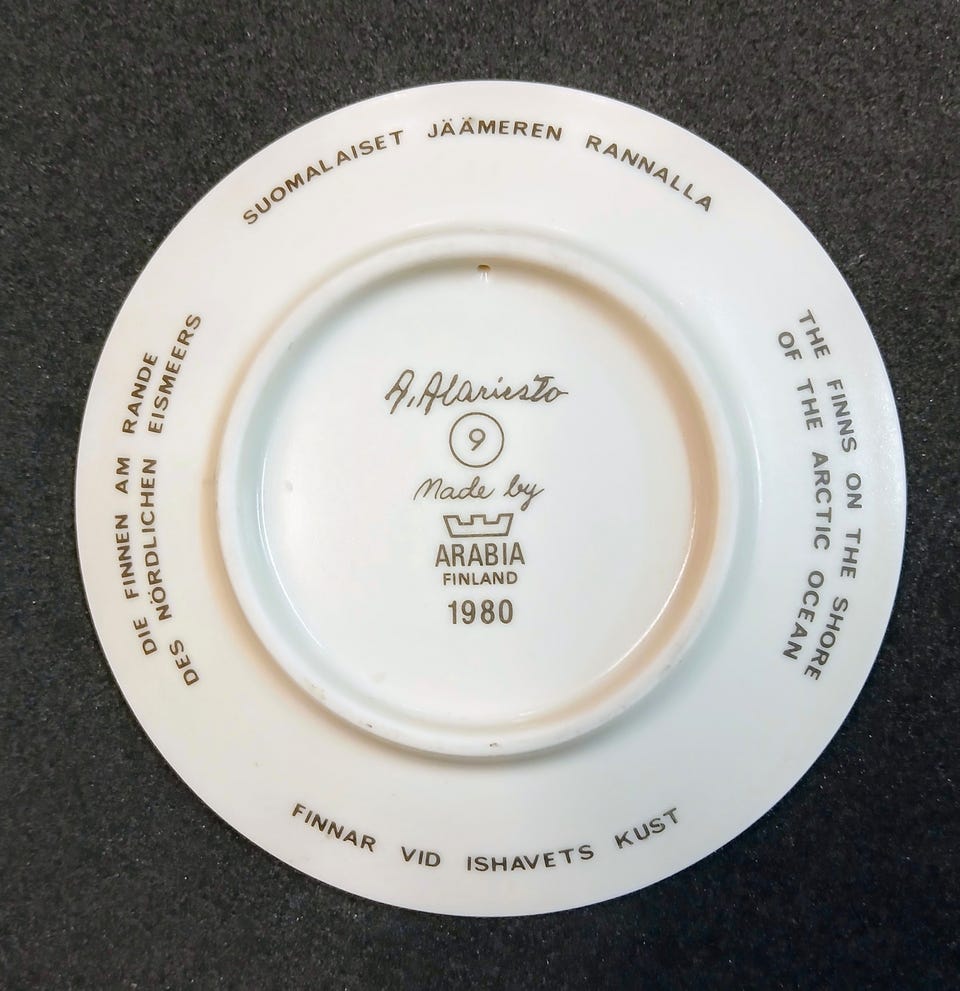 SUOMALAISET JÄÄMEREN RANNALLA
THE FINNS ON THE SHORE
OF THE ARCTIC OCEAN
FINNAR VID ISHAVETS KUST
DIE FINNEN AM RANDE
DES NÖRDLICHEN EISMEERS
A. Alariesto
9
Made by
ARABIA
FINLAND
1980